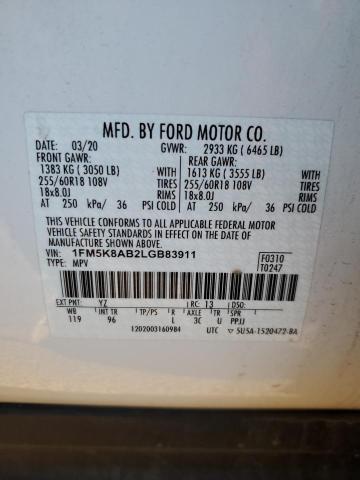 MFD. BY FORD MOTOR CO.
DATE: 03/20 GVWR: 2933 KG ( 6465 LB)
FRONT GAWR: REAR GAWR:
1383 KG ( 3050 LB) WITH 1613 KG ( 3555 LB) WITH
255/60R18 108V TIRES 255/60R18 108V TIRES
18x8.0J RIMS 18x8.0J RIMS
AT 250 kPa/ 36 PSI COLD AT 250 kPa/ 36 PSI COLD
THIS VEHICLE CONFORMS TO ALL APPLICABLE FEDERAL MOTOR
VEHICLE SAFETY STANDARDS IN EFFECT ON THE DATE OF
MANUFACTURE SHOWN ABOVE.
VIN: 1FM5K8AB2LGB83911 F0310
TYPE: MPV T0247
EXT PNT: YZ RC: 13 DSO:
WB INT TR TP/PS R AXLE TR SPR
119 96 L 3C U PPJJ
1202003160984 UTC 5U5A-1520472-BA